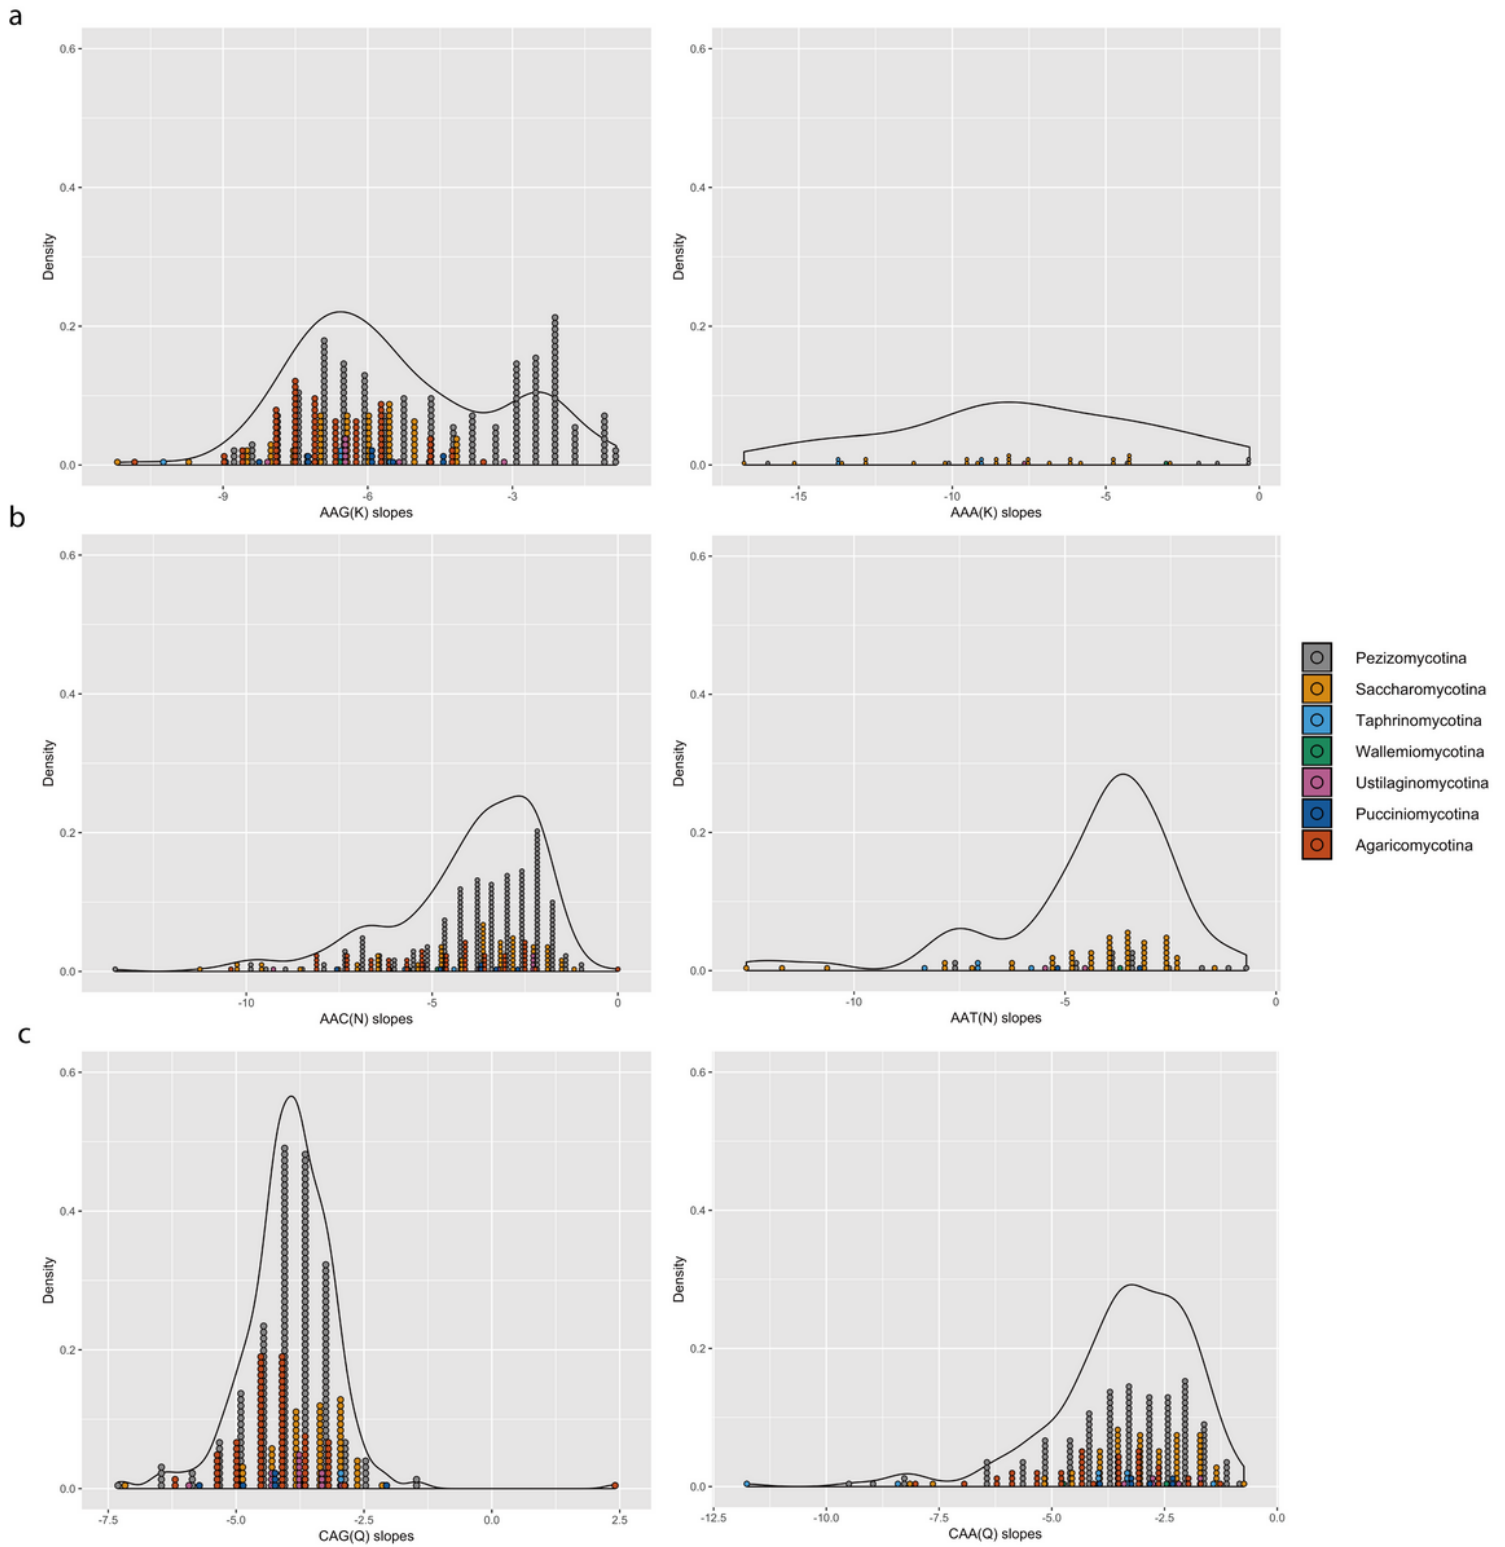 a
0.6
0.4
0.2
0.0
Density
-9
-6
-3
AAG(K) slopes
0.6
0.4
0.2
0.0
Density
-15
-10
-5
0
AAA(K) slopes
b
0.6
0.4
0.2
0.0
Density
-10
-5
0
AAC(N) slopes
0.6
0.4
0.2
0.0
Density
-10
-5
0
AAT(N) slopes
Pezizomycotina
Saccharomycotina
Taphrinomycotina
Wallemiomycotina
Ustilaginomycotina
Pucciniomycotina
Agaricomycotina
c
0.6
0.4
0.2
0.0
Density
-7.5
-5.0
-2.5
0.0
2.5
CAG(Q) slopes
0.6
0.4
0.2
0.0
Density
-12.5
-10.0
-7.5
-5.0
-2.5
0.0
CAA(Q) slopes